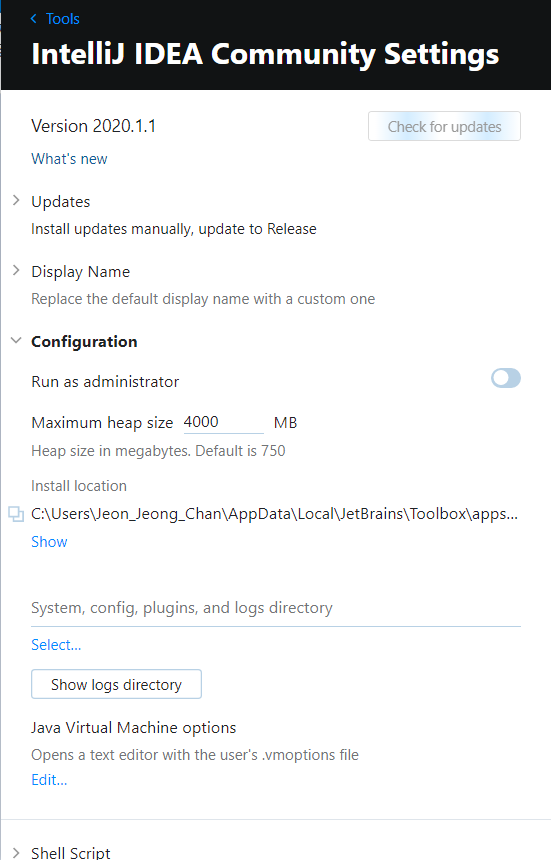 Tools
IntelliJ IDEA Community Settings
Version 2020.1.1
Check for updates
What's new
Updates
Install updates manually, update to Release
Display Name
Replace the default display name with a custom one
Configuration
Run as administrator
Maximum heap size 4000 MB
Heap size in megabytes. Default is 750
Install location
C:\Users\Jeon_Jeong_Chan\AppData\Local\JetBrains\Toolbox\apps...
Show
System, config, plugins, and logs directory
Select...
Show logs directory
Java Virtual Machine options
Opens a text editor with the user's .vmoptions file
Edit...
Shell Script